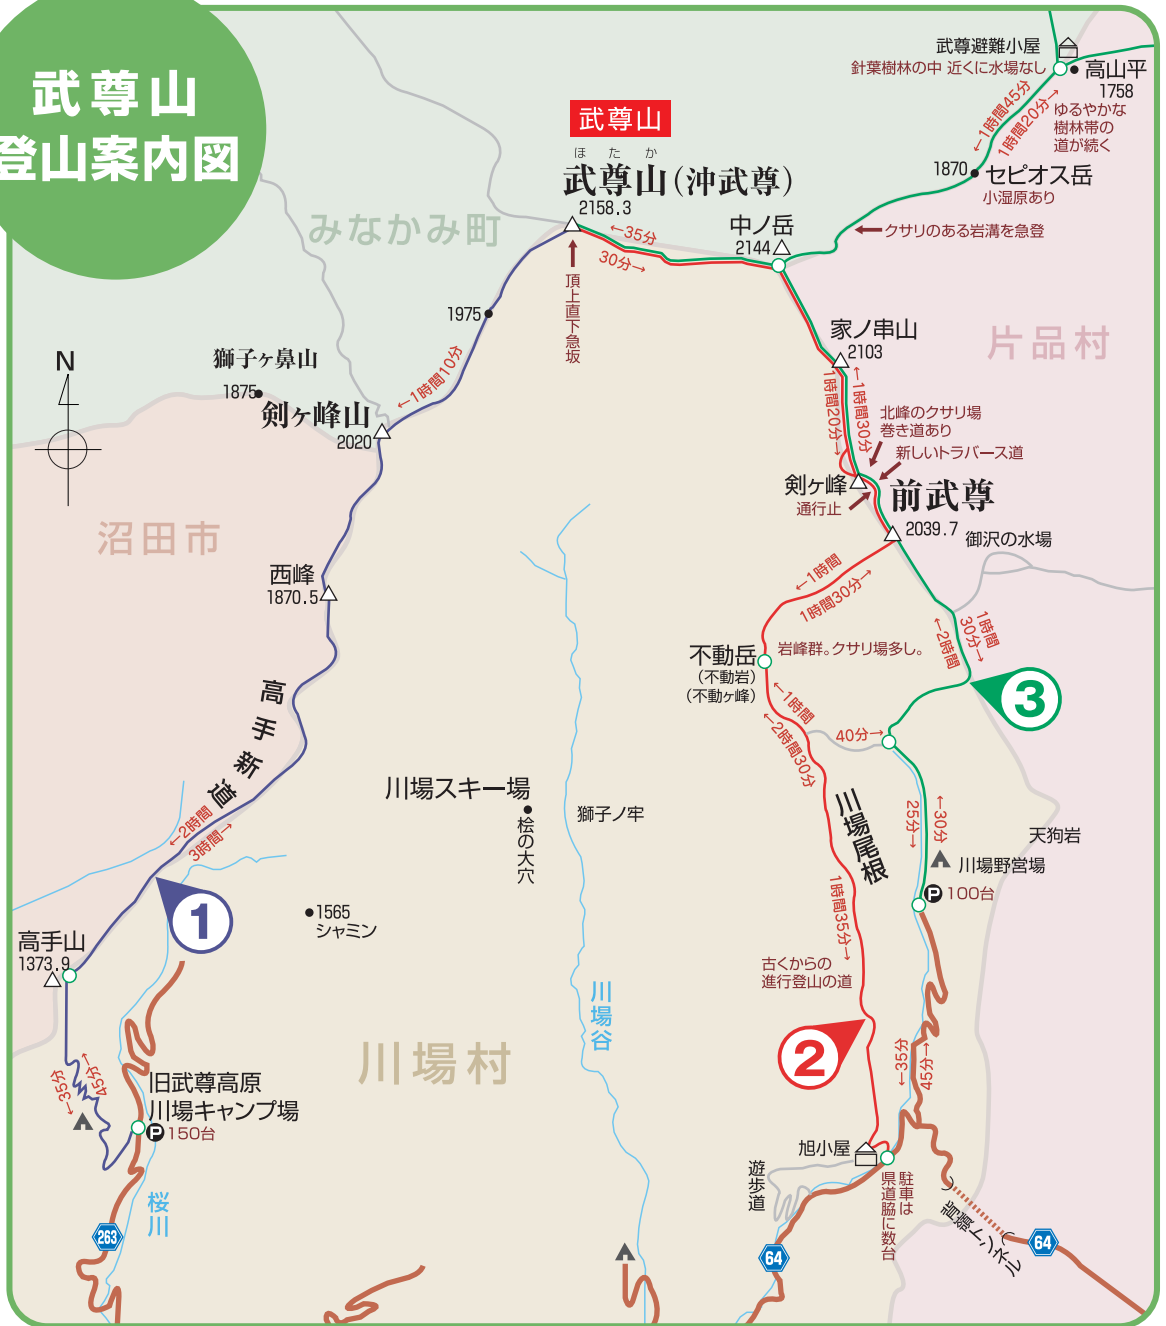 武尊山
登山案内図
武尊避難小屋
針葉樹林の中 近くに水場なし
高山平
1758
←1時間45分
1時間20分→
ゆるやかな
樹林帯の
道が続く
1870
セピオス岳
小湿原あり
←クサリのある岩溝を急登
武尊山
ほたか
武尊山(沖武尊)
2158.3
みなかみ町
中ノ岳
2144
←35分
30分→
頂上直下急坂
1975
家ノ串山
2103
片品村
N
獅子ヶ鼻山
1875
剣ヶ峰山
2020
←1時間10分
1時間20分→
←1時間30分
北峰のクサリ場
巻き道あり
新しいトラバース道
剣ヶ峰
通行止
前武尊
2039.7
御沢の水場
沼田市
西峰
1870.5
←1時間
1時間30分→
1時間
30分→
←2時間
不動岳
(不動岩)
(不動ヶ峰)
岩峰群。クサリ場多し。
高手新道
←1時間
←2時間30分
3
40分→
川場スキー場
桧の大穴
獅子ノ牢
川場尾根
←30分
25分→
天狗岩
川場野営場
P 100台
←2時間
3時間→
1
1565
シャミン
高手山
1373.9
1時間35分→
古くからの
進行登山の道
川場谷
2
川場村
←35分
45分→
旧武尊高原
川場キャンプ場
P 150台
←35分
45分→
旭小屋
遊歩道
駐車は
県道脇に数台
背嶺トンネル
桜川
263
64
64